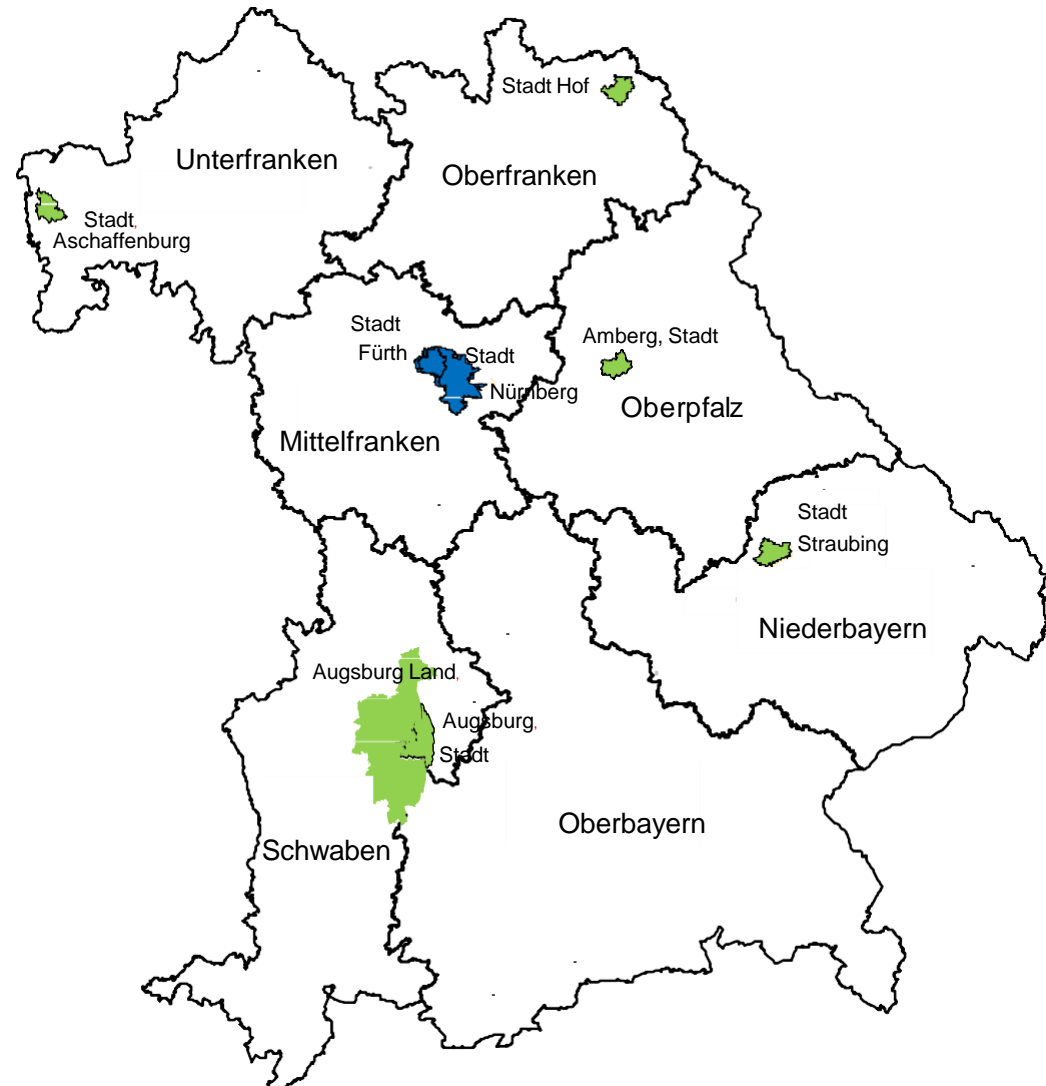 Stadt Hof
Unterfranken
Oberfranken
Stadt,
Aschaffenburg
Stadt
Fürth
Stadt
Nürnberg
Amberg, Stadt
Oberpfalz
Mittelfranken
Stadt
Straubing
Niederbayern
Augsburg Land,
Augsburg,
Stadt
Oberbayern
Schwaben